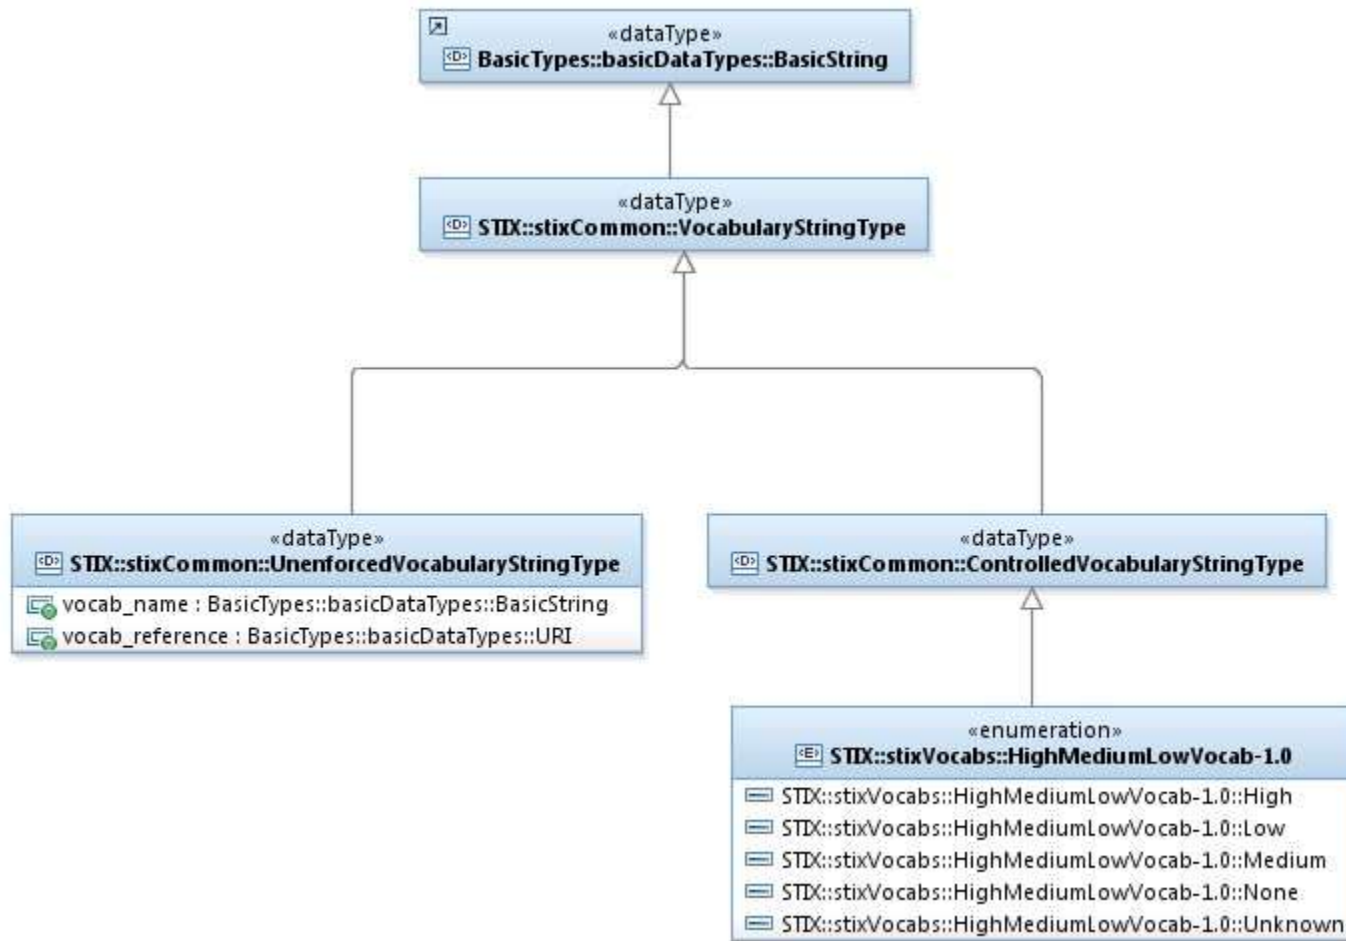 «dataType»
BasicTypes::basicDataTypes::BasicString
«dataType»
STIX::stixCommon::VocabularyStringType
«dataType»
STIX::stixCommon::UnenforcedVocabularyStringType
vocab_name : BasicTypes::basicDataTypes::BasicString
vocab_reference : BasicTypes::basicDataTypes::URI
«dataType»
STIX::stixCommon::ControlledVocabularyStringType
«enumeration»
STIX::stixVocabs::HighMediumLowVocab-1.0
STIX::stixVocabs::HighMediumLowVocab-1.0::High
STIX::stixVocabs::HighMediumLowVocab-1.0::Low
STIX::stixVocabs::HighMediumLowVocab-1.0::Medium
STIX::stixVocabs::HighMediumLowVocab-1.0::None
STIX::stixVocabs::HighMediumLowVocab-1.0::Unknown